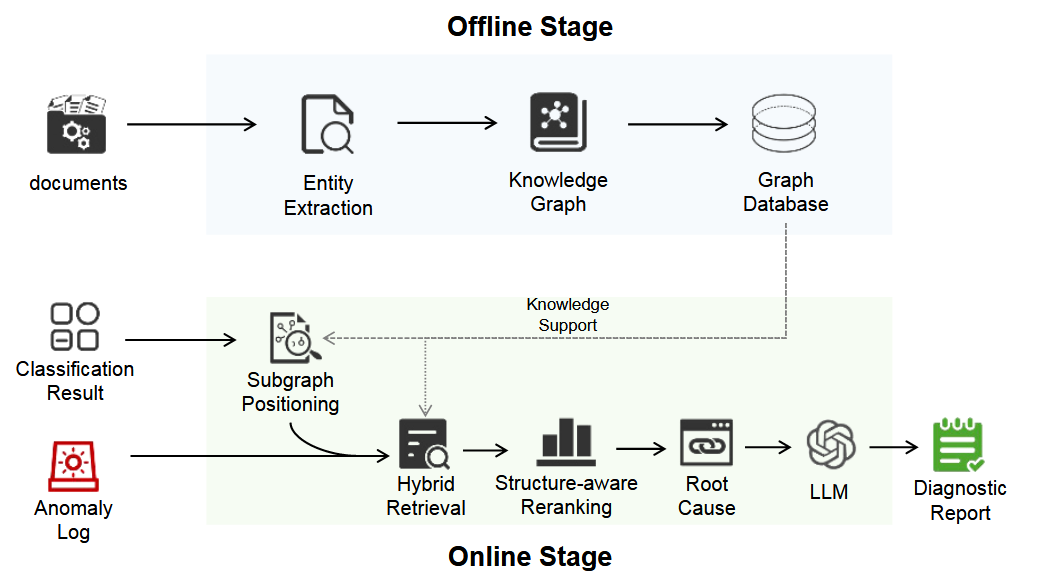 Offline Stage
documents
Entity
Extraction
Knowledge
Graph
Graph
Database
Knowledge
Support
Classification
Result
Subgraph
Positioning
Anomaly
Log
Hybrid
Retrieval
Structure-aware
Reranking
Root
Cause
LLM
Diagnostic
Report
Online Stage